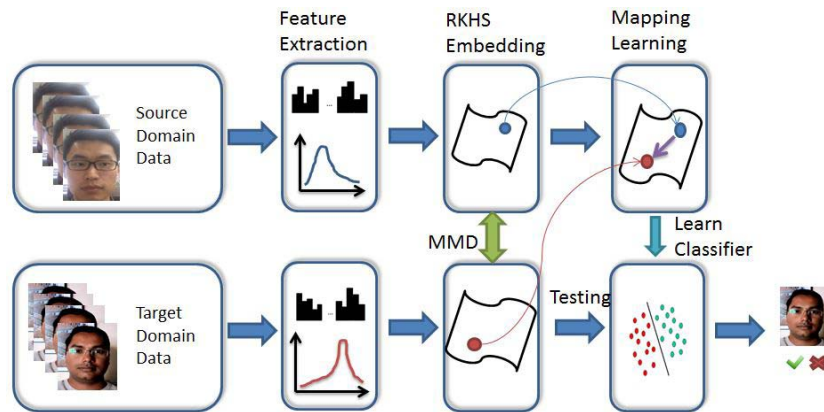 Feature
Extraction
RKHS
Embedding
Mapping
Learning
Source
Domain
Data
...
MMD
Learn
Classifier
Target
Domain
Data
...
Testing